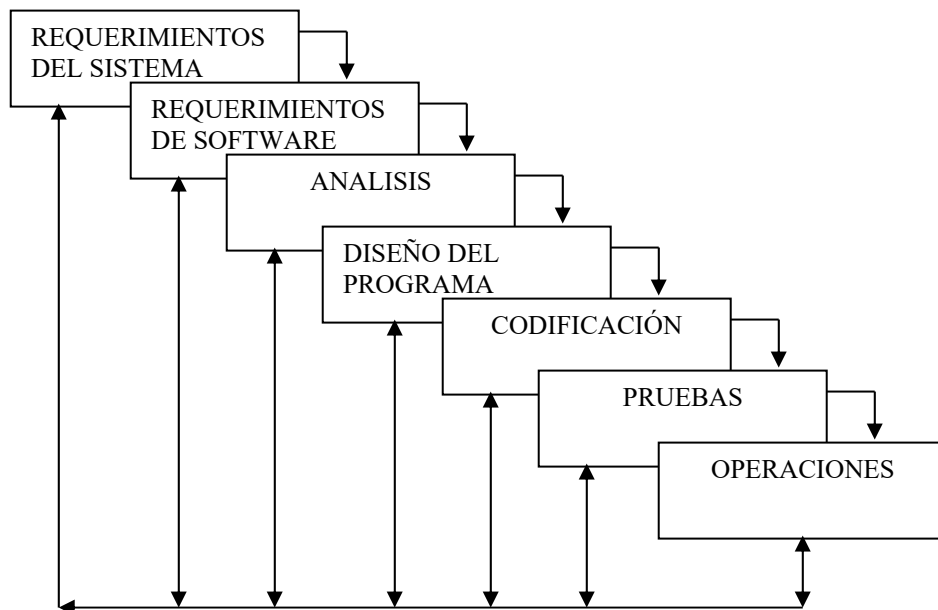 REQUERIMIENTOS
DEL SISTEMA
REQUERIMIENTOS
DE SOFTWARE
ANALISIS
DISEÑO DEL
PROGRAMA
CODIFICACIÓN
PRUEBAS
OPERACIONES